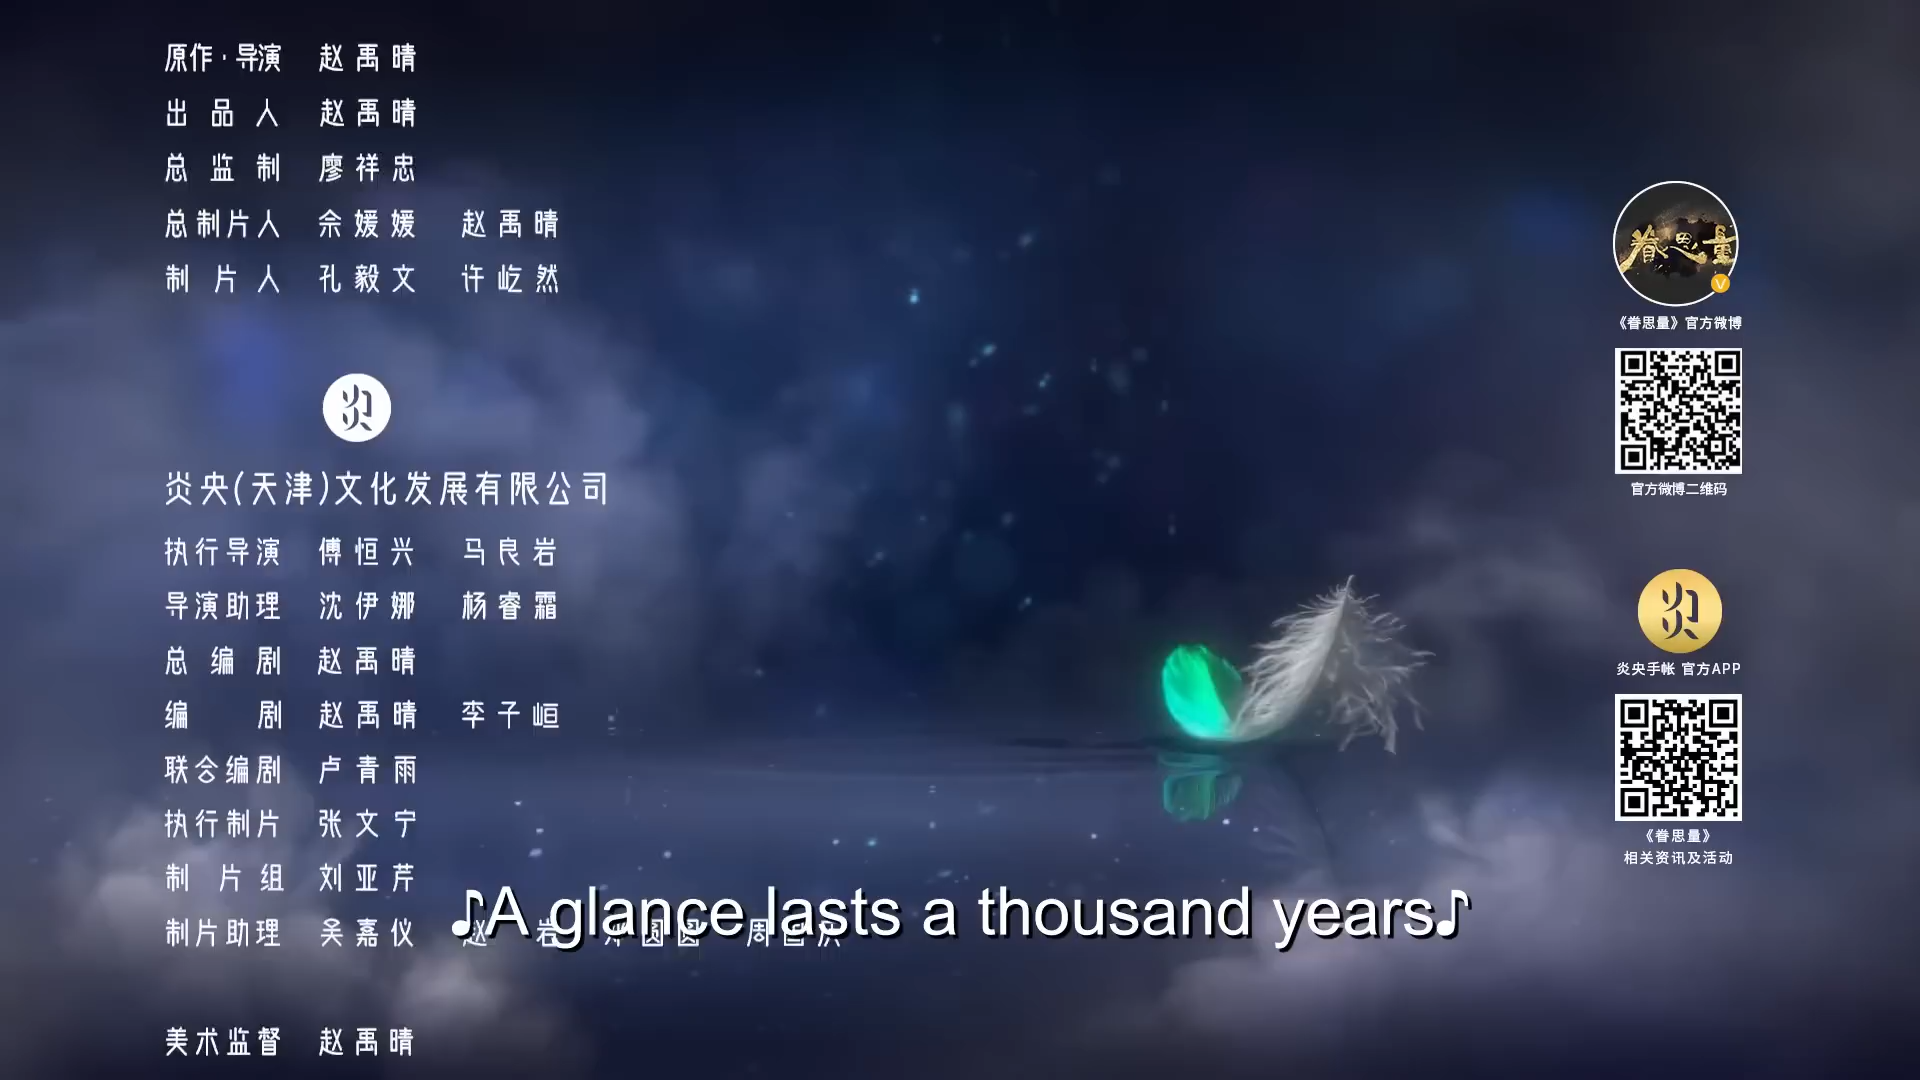 原作·导演 赵禹晴
出品人 赵禹晴
总监制 廖祥忠
总制片人 佘媛媛 赵禹晴
制片人 孔毅文 许屹然
炎央(天津)文化发展有限公司
执行导演 傅恒兴 马良岩
导演助理 沈伊娜 杨睿霜
总编剧 赵禹晴
编剧 赵禹晴 李子峘
联合编剧 卢青雨
执行制片 张文宁
制片组 刘亚芹
制片助理 吴嘉仪 赵岩
♪A glance lasts a thousand years♪
美术监督 赵禹晴
眷思量
《眷思量》官方微博
官方微博二维码
炎央手帐 官方APP
《眷思量》
相关资讯及活动